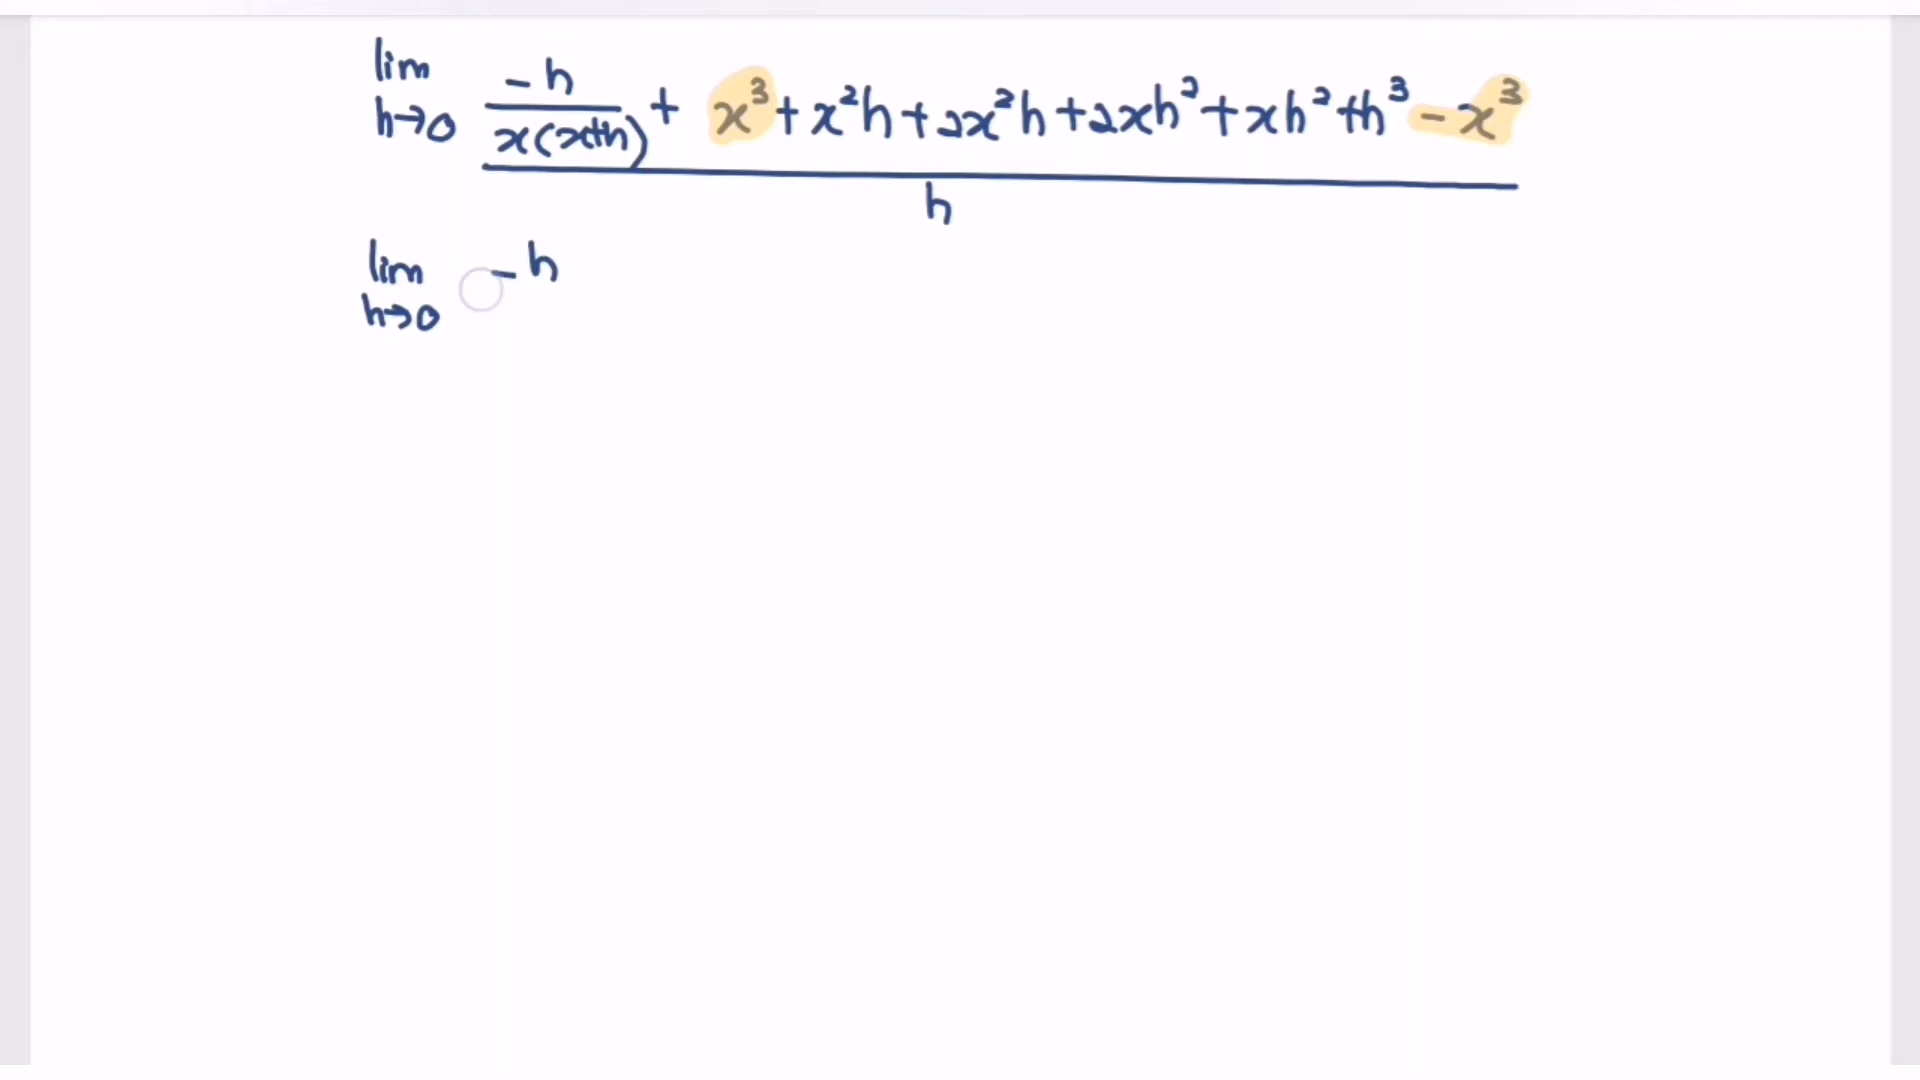 lim h→0 -h/x(x+h) + x³ + x²h + 2x²h + 2xh² + xh² + h³ - x³
h
lim h→0 -h